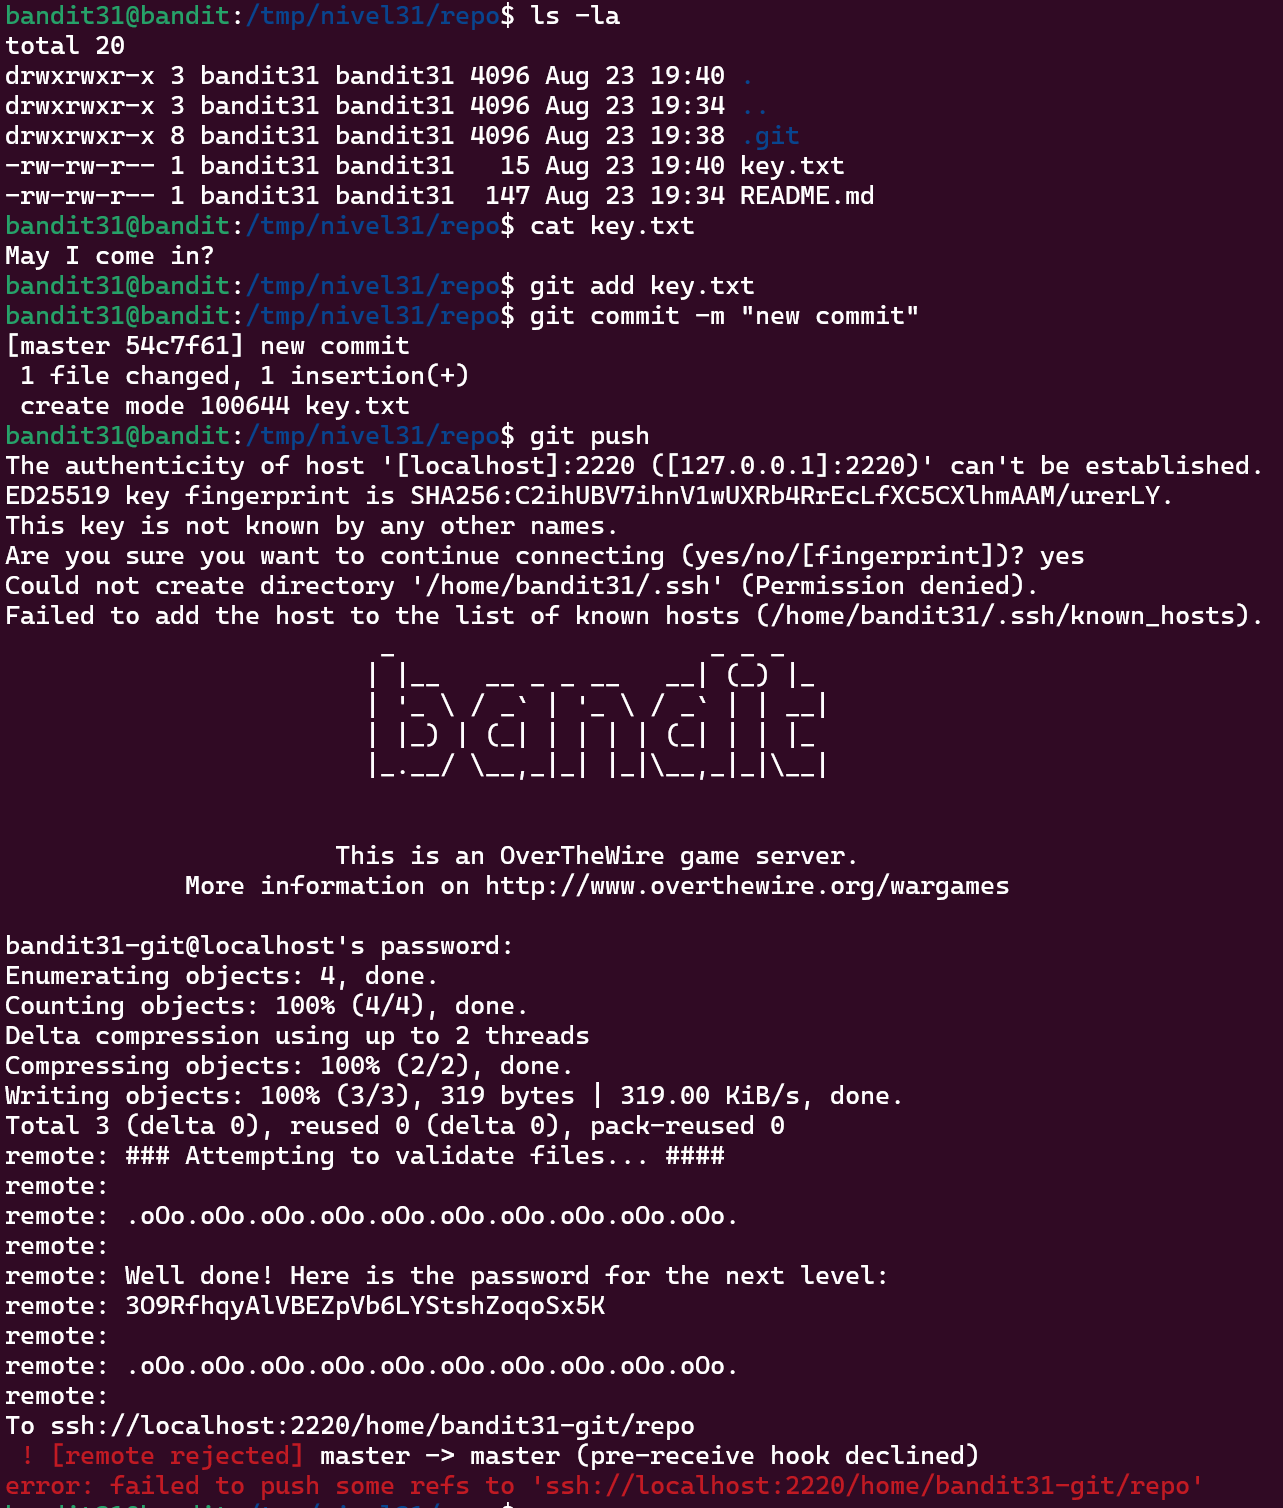 bandit31@bandit:/tmp/nivel31/repo$ ls -la
total 20
drwxrwxr-x 3 bandit31 bandit31 4096 Aug 23 19:40 .
drwxrwxr-x 3 bandit31 bandit31 4096 Aug 23 19:34 ..
drwxrwxr-x 8 bandit31 bandit31 4096 Aug 23 19:38 .git
-rw-rw-r-- 1 bandit31 bandit31   15 Aug 23 19:40 key.txt
-rw-rw-r-- 1 bandit31 bandit31  147 Aug 23 19:34 README.md
bandit31@bandit:/tmp/nivel31/repo$ cat key.txt
May I come in?
bandit31@bandit:/tmp/nivel31/repo$ git add key.txt
bandit31@bandit:/tmp/nivel31/repo$ git commit -m "new commit"
[master 54c7f61] new commit
 1 file changed, 1 insertion(+)
 create mode 100644 key.txt
bandit31@bandit:/tmp/nivel31/repo$ git push
The authenticity of host '[localhost]:2220 ([127.0.0.1]:2220)' can't be established.
ED25519 key fingerprint is SHA256:C2ihUBV7ihnV1wUXRb4RrEcLfXC5CXlhmAAM/urerLY.
This key is not known by any other names.
Are you sure you want to continue connecting (yes/no/[fingerprint])? yes
Could not create directory '/home/bandit31/.ssh' (Permission denied).
Failed to add the host to the list of known hosts (/home/bandit31/.ssh/known_hosts).
                         _                     _ _ _
                        | |__   __ _ _ __   __| (_) |_
                        | '_ \ / _` | '_ \ / _` | | __|
                        | |_) | (_| | | | | (_| | | |_
                        |_.__/ \__,_|_| |_|\__,_|_|\__|
                      This is an OverTheWire game server.
            More information on http://www.overthewire.org/wargames
bandit31-git@localhost's password:
Enumerating objects: 4, done.
Counting objects: 100% (4/4), done.
Delta compression using up to 2 threads
Compressing objects: 100% (2/2), done.
Writing objects: 100% (3/3), 319 bytes | 319.00 KiB/s, done.
Total 3 (delta 0), reused 0 (delta 0), pack-reused 0
remote: ### Attempting to validate files... ####
remote:
remote: .oOo.oOo.oOo.oOo.oOo.oOo.oOo.oOo.oOo.oOo.
remote:
remote: Well done! Here is the password for the next level:
remote: 3O9RfhqyAlVBEZpVb6LYStshZoqoSx5K
remote:
remote: .oOo.oOo.oOo.oOo.oOo.oOo.oOo.oOo.oOo.oOo.
remote:
To ssh://localhost:2220/home/bandit31-git/repo
 ! [remote rejected] master -> master (pre-receive hook declined)
error: failed to push some refs to 'ssh://localhost:2220/home/bandit31-git/repo'